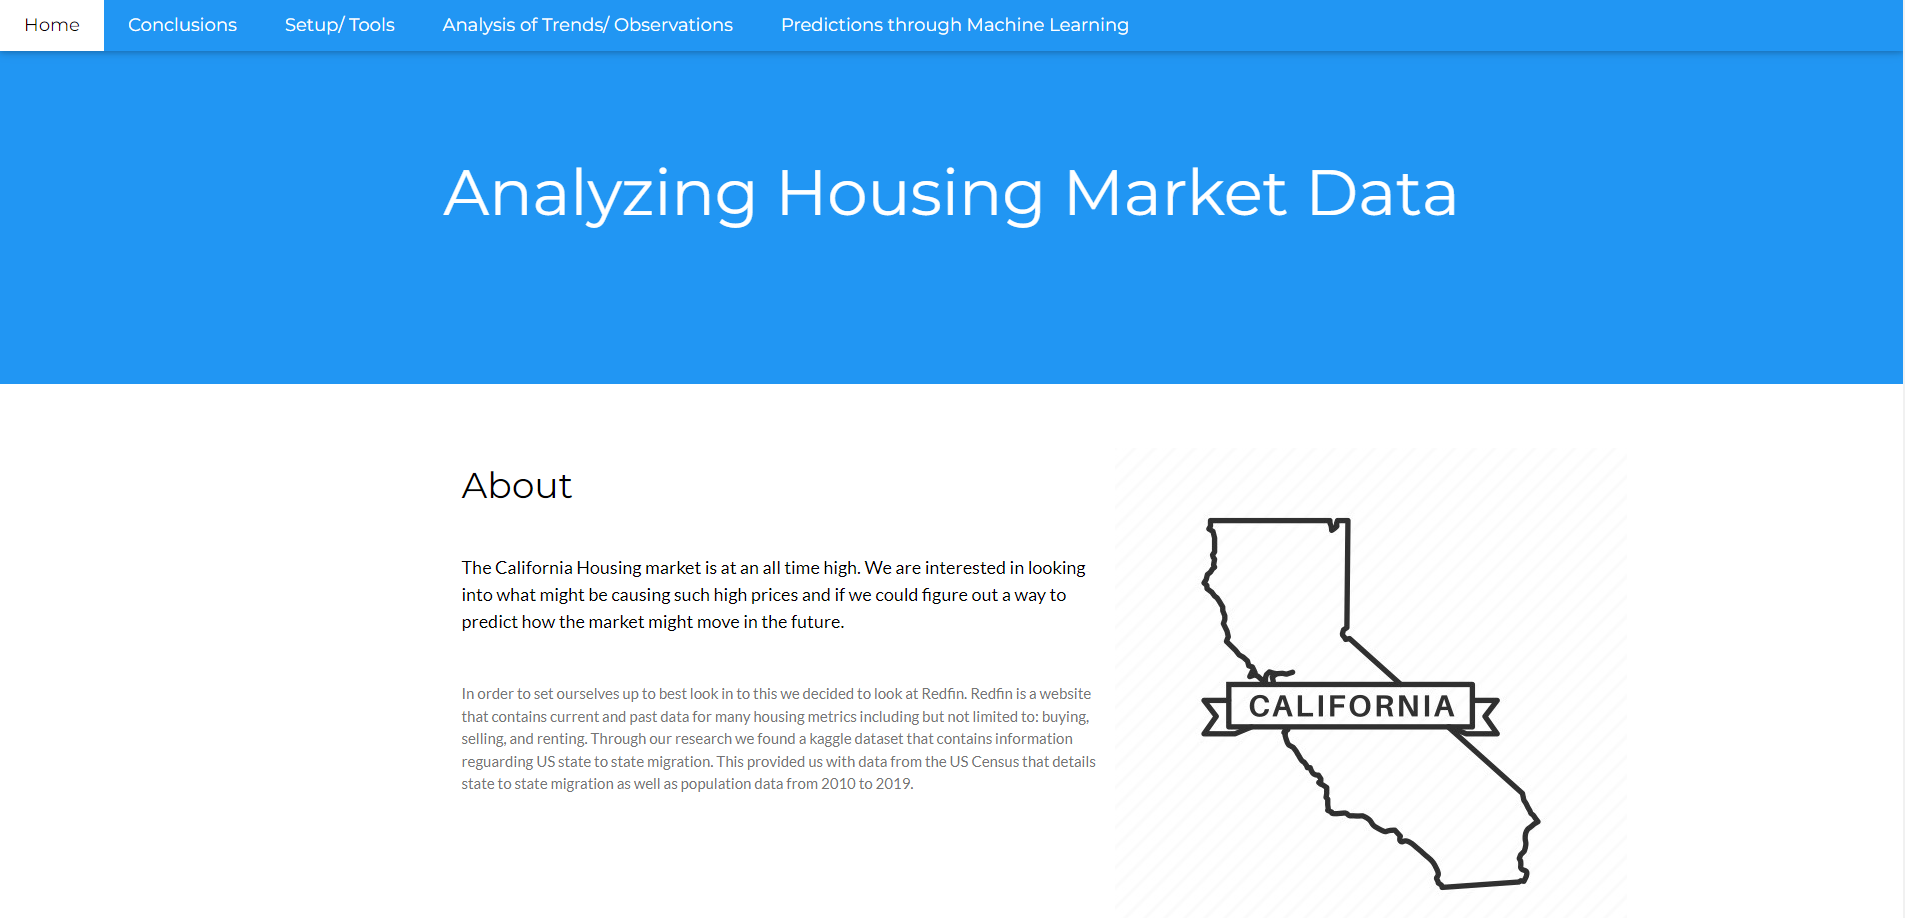 Home Conclusions Setup/ Tools Analysis of Trends/ Observations Predictions through Machine Learning
Analyzing Housing Market Data
About
The California Housing market is at an all time high. We are interested in looking
into what might be causing such high prices and if we could figure out a way to
predict how the market might move in the future.
In order to set ourselves up to best look in to this we decided to look at Redfin. Redfin is a website
that contains current and past data for many housing metrics including but not limited to: buying,
selling, and renting. Through our research we found a kaggle dataset that contains information
reguarding US state to state migration. This provided us with data from the US Census that details
state to state migration as well as population data from 2010 to 2019.
CALIFORNIA